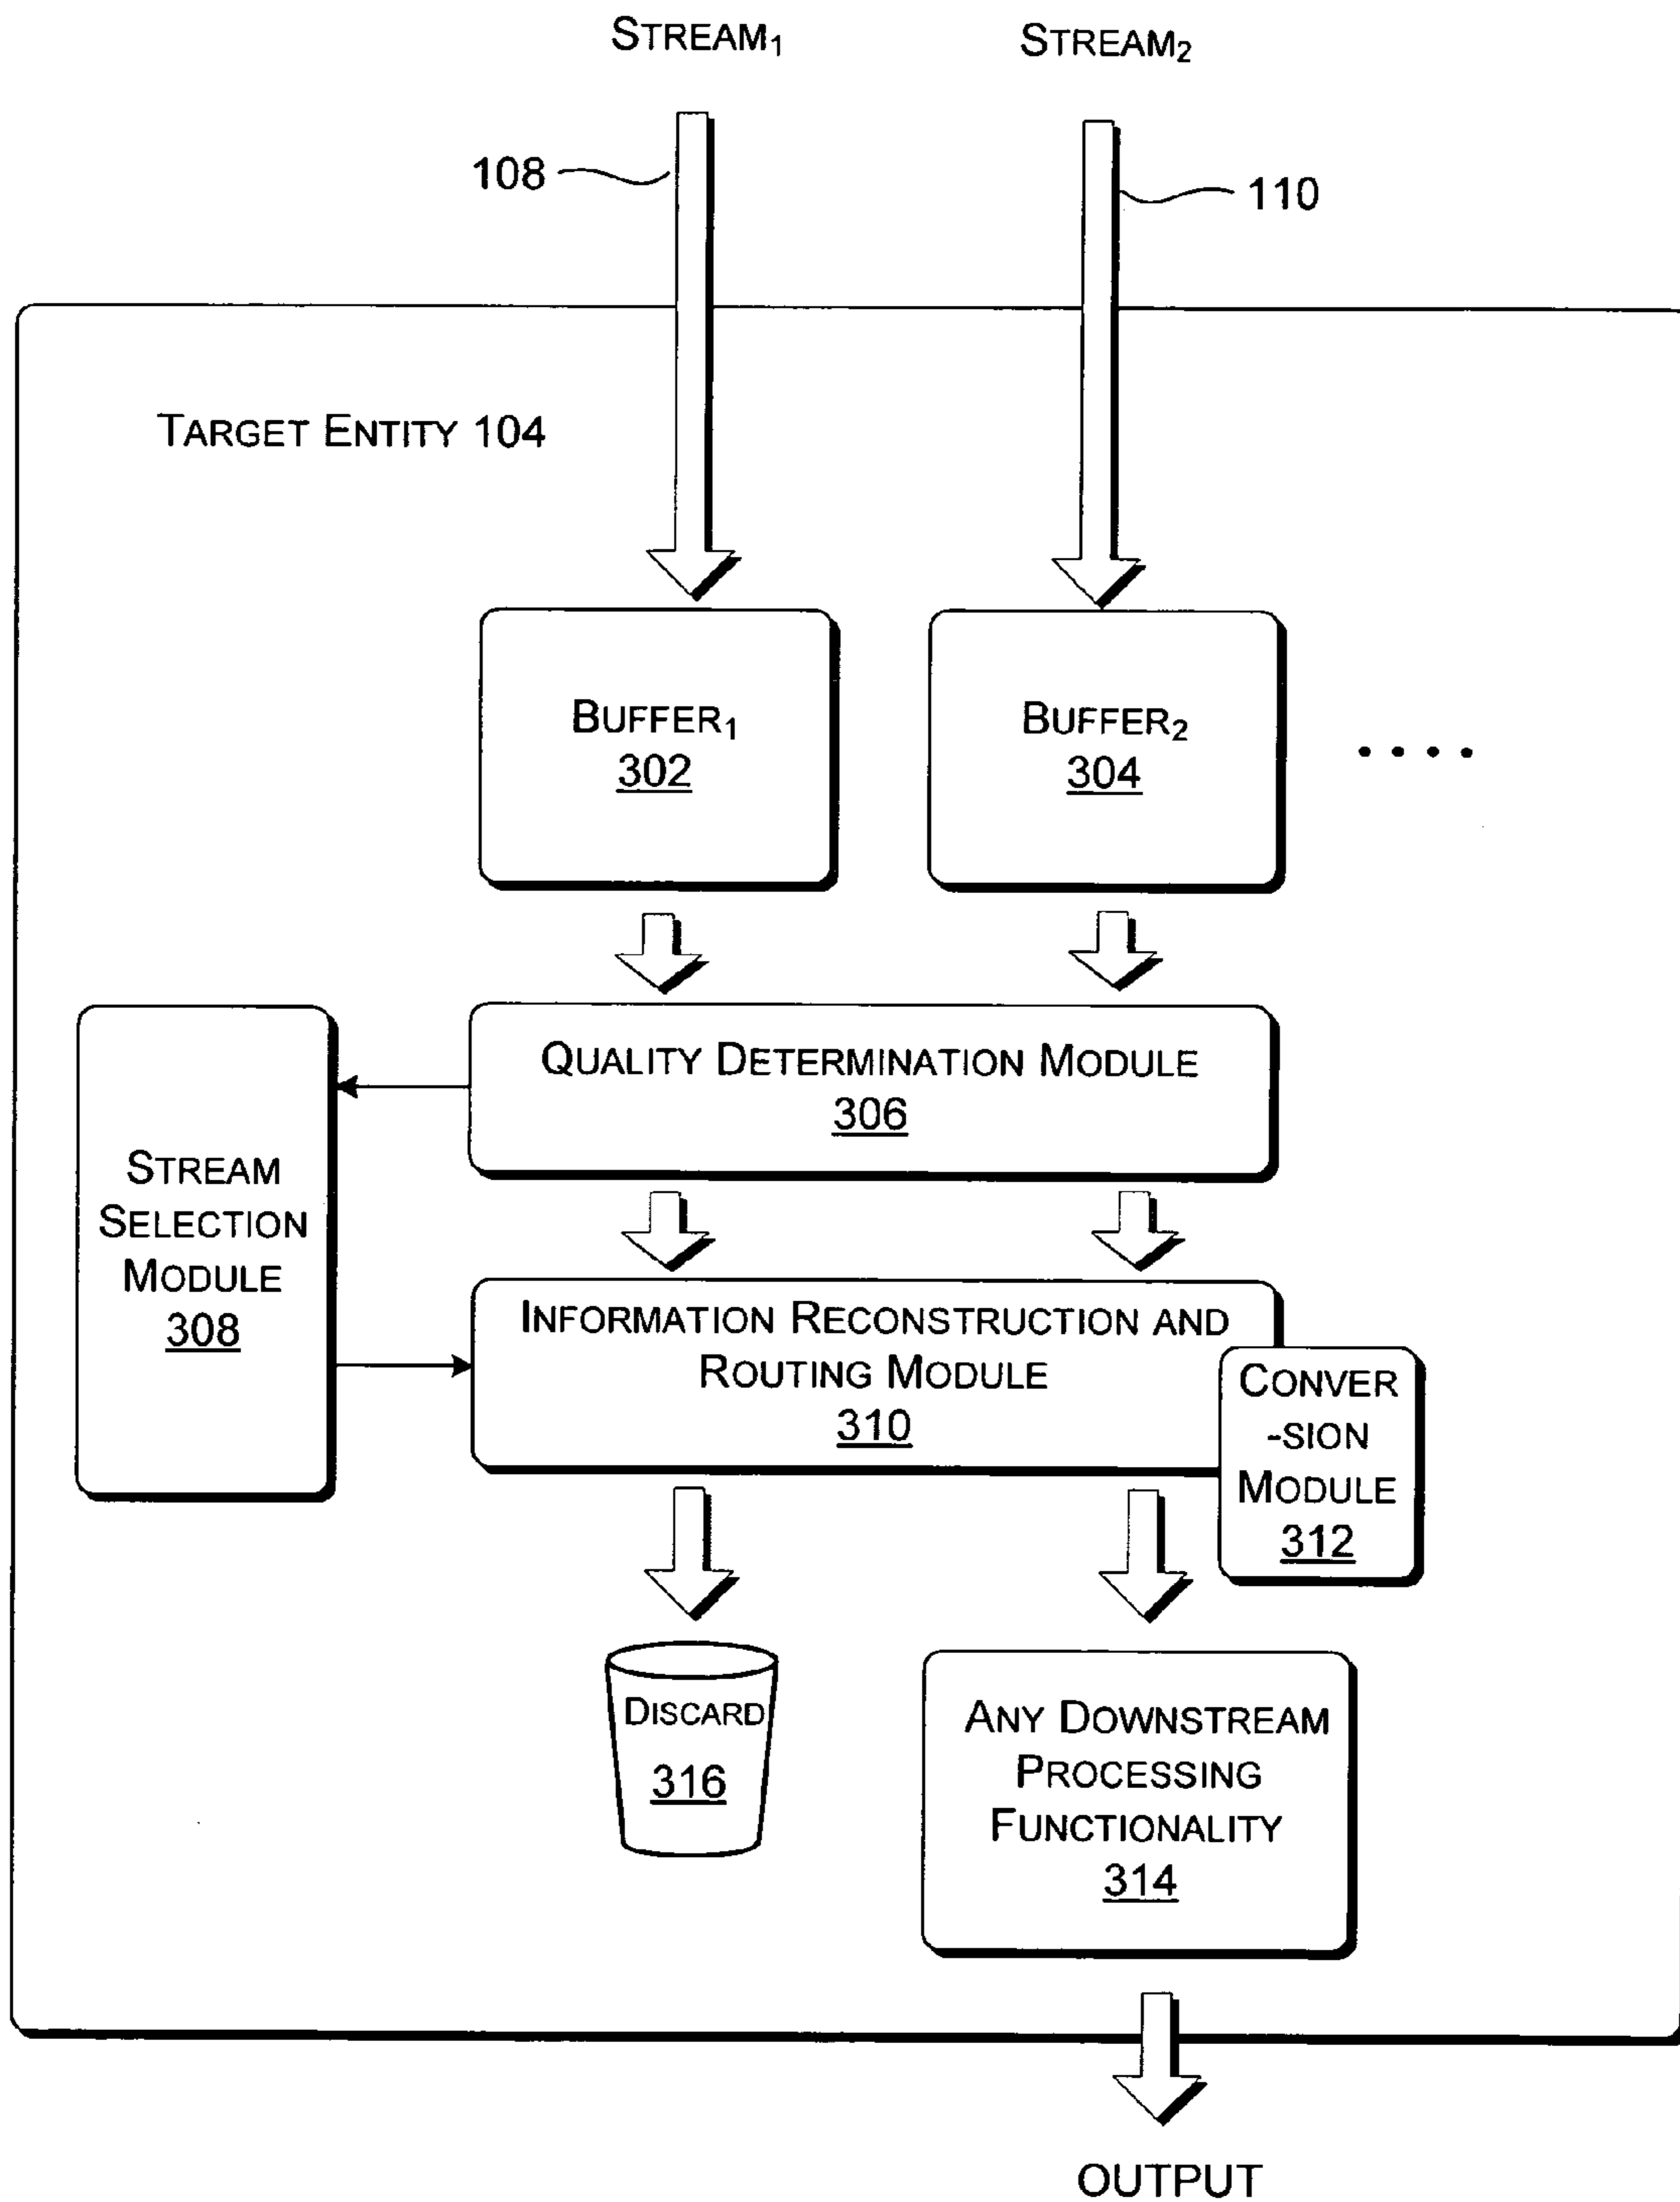 STREAM₁
STREAM₂
108
110
TARGET ENTITY 104
BUFFER₁
302
BUFFER₂
304
QUALITY DETERMINATION MODULE
306
STREAM
SELECTION
MODULE
308
INFORMATION RECONSTRUCTION AND
ROUTING MODULE
310
CONVER
-SION
MODULE
312
DISCARD
316
ANY DOWNSTREAM
PROCESSING
FUNCTIONALITY
314
OUTPUT